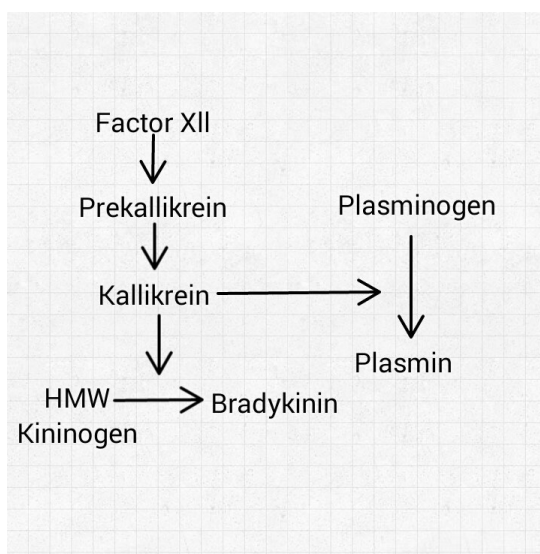 Factor Xll
Prekallikrein
Plasminogen
Kallikrein
Plasmin
HMW
Kininogen
Bradykinin